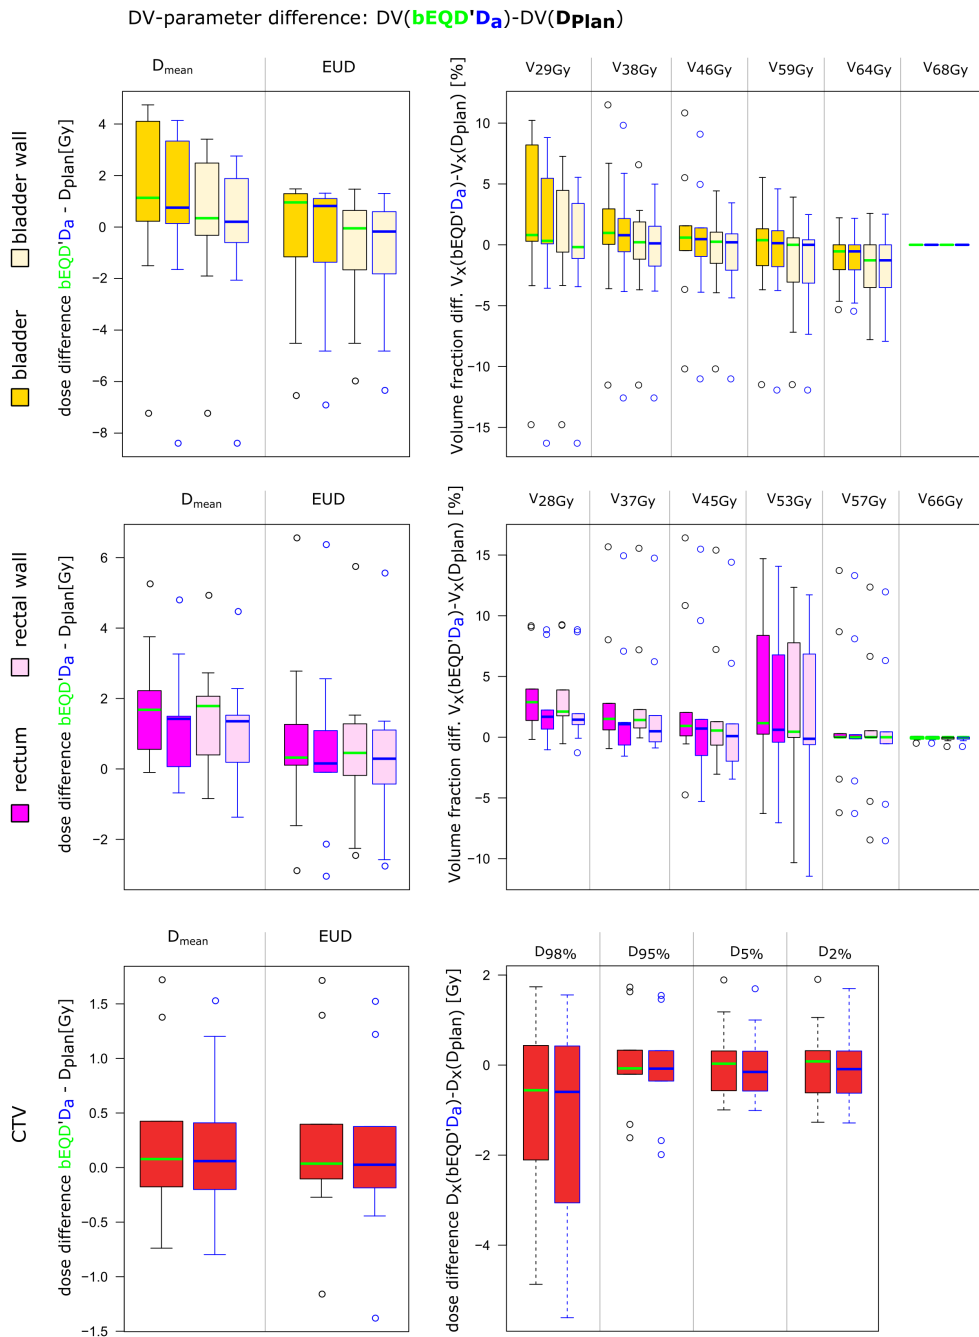 DV-parameter difference: DV(bEQD'Da)-DV(DPlan)
bladder wall
bladder
dose difference bEQD'Da - Dplan[Gy]
Dmean
EUD
4
2
0
−2
−4
−6
−8
Volume fraction diff. Vx(bEQD'Da)-Vx(Dplan) [%]
V29Gy
V38Gy
V46Gy
V59Gy
V64Gy
V68Gy
10
5
0
−5
−10
−15
rectal wall
rectum
dose difference bEQD'Da - Dplan[Gy]
Dmean
EUD
6
4
2
0
−2
Volume fraction diff. Vx(bEQD'Da)-Vx(Dplan) [%]
V28Gy
V37Gy
V45Gy
V53Gy
V57Gy
V66Gy
15
10
5
0
−5
−10
CTV
dose difference bEQD'Da - Dplan[Gy]
Dmean
EUD
1.5
1.0
0.5
0.0
−0.5
−1.0
−1.5
dose difference Dx(bEQD'Da)-Dx(Dplan) [Gy]
D98%
D95%
D5%
D2%
2
0
−2
−4